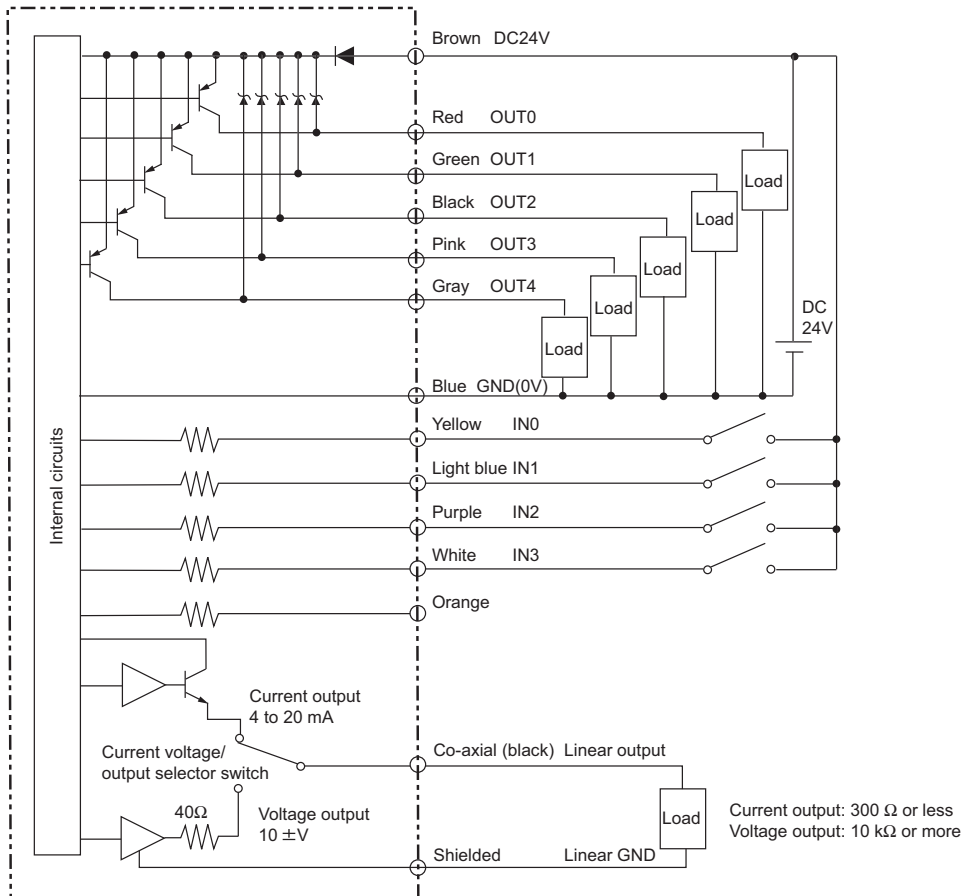 Brown DC24V
Red OUT0
Green OUT1
Black OUT2
Pink OUT3
Gray OUT4
Load
Load
Load
Load
Load
DC
24V
Blue GND(0V)
Internal circuits
Yellow IN0
Light blue IN1
Purple IN2
White IN3
Orange
Current output
4 to 20 mA
Current voltage/
output selector switch
Co-axial (black) Linear output
40Ω
Voltage output
10 ±V
Load
Current output: 300 Ω or less
Voltage output: 10 kΩ or more
Shielded Linear GND